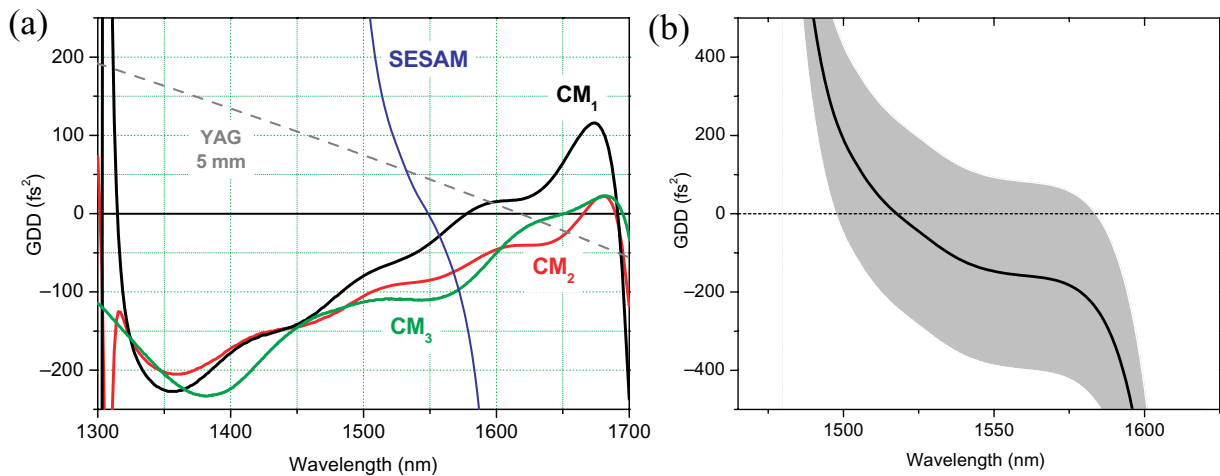 (a)
(b)
200
100
0
–100
–200
GDD (fs²)
SESAM
CM₁
YAG
5 mm
CM₂
CM₃
1300
1400
1500
1600
1700
Wavelength (nm)
400
200
0
–200
–400
GDD (fs²)
1500
1550
1600
Wavelength (nm)